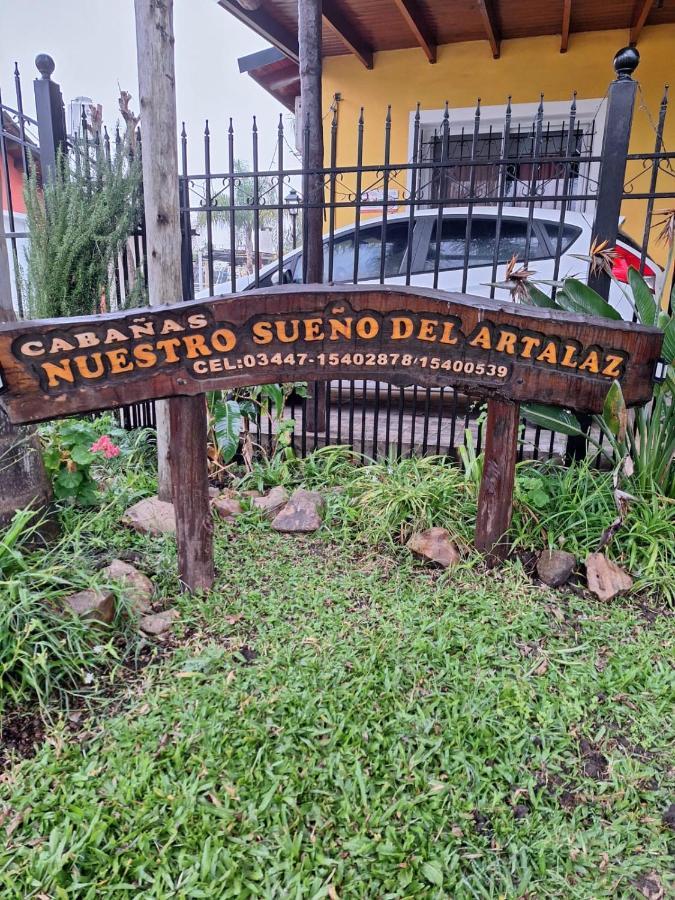 CABAÑAS
NUESTRO SUEÑO DEL ARTALAZ
CEL:03447-15402878/15400539